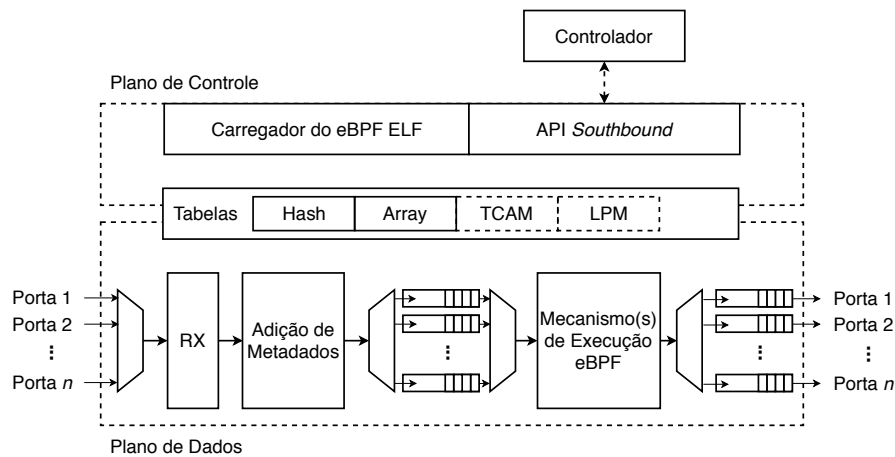 Controlador
Plano de Controle
Carregador do eBPF ELF
API Southbound
Tabelas
Hash
Array
TCAM
LPM
Porta 1
Porta 2
...
Porta n
RX
Adição de
Metadados
...
Mecanismo(s)
de Execução
eBPF
...
Porta 1
Porta 2
...
Porta n
Plano de Dados